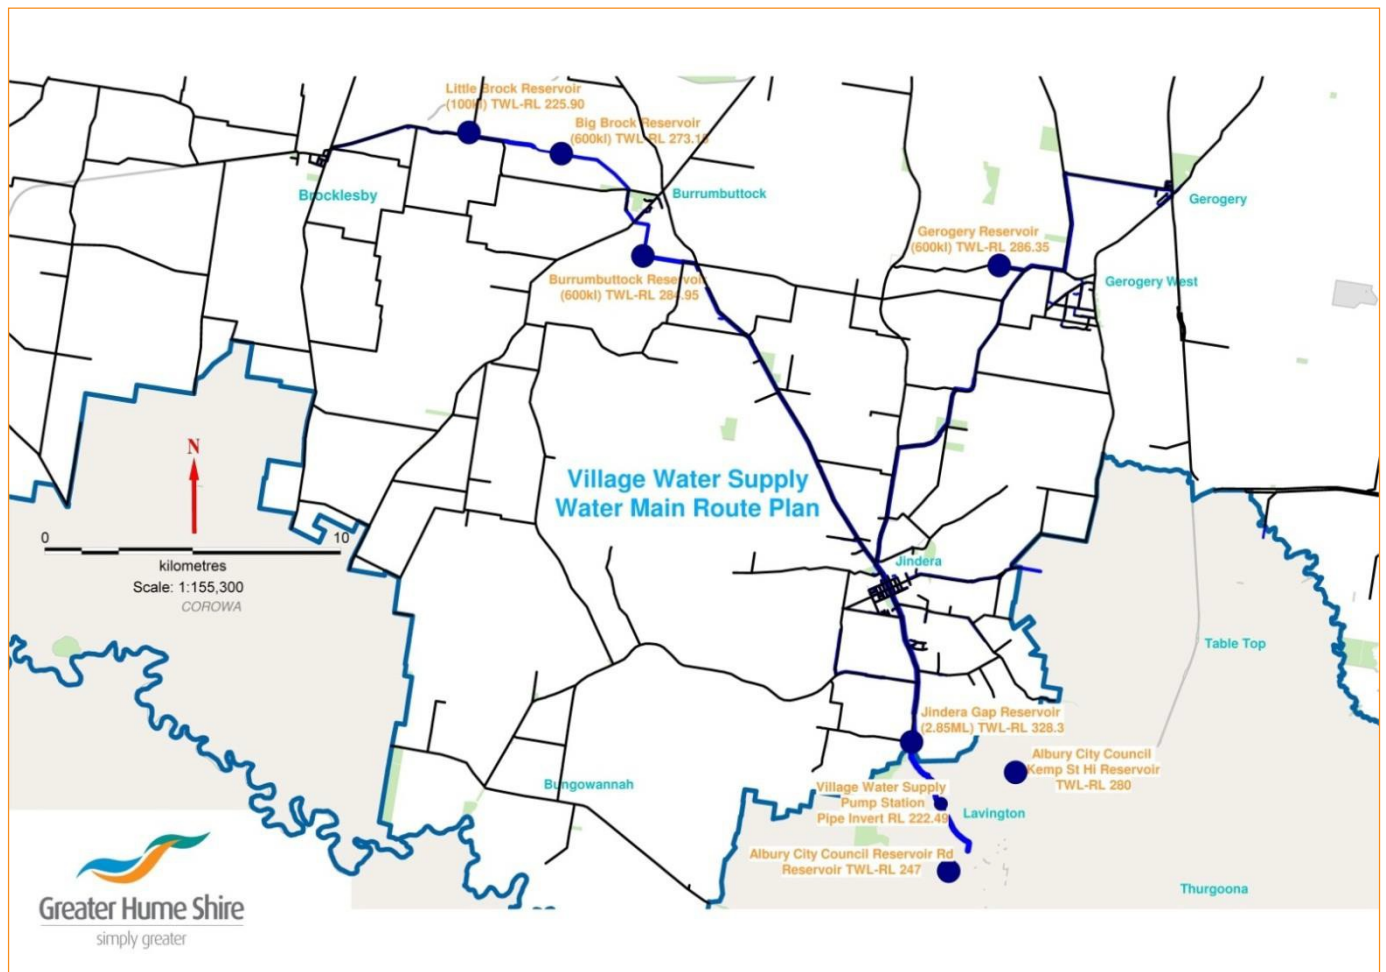 Little Brock Reservoir
(100kl) TWL-RL 225.90
Big Brock Reservoir
(600kl) TWL-RL 273.15
Brocklesby
Burrumbuttock
Gerogery
Gerogery Reservoir
(600kl) TWL-RL 286.35
Burrumbuttock Reservoir
(600kl) TWL-RL 284.95
Gerogery West
N
Village Water Supply
Water Main Route Plan
0
10
kilometres
Scale: 1:155,300
COROWA
Jindera
Table Top
Jindera Gap Reservoir
(2.85ML) TWL-RL 328.3
Albury City Council
Kemp St Hi Reservoir
TWL-RL 280
Bungowannah
Village Water Supply
Pump Station
Pipe Invert RL 222.49
Lavington
Albury City Council Reservoir Rd
Reservoir TWL-RL 247
Thurgoona
Greater Hume Shire
simply greater